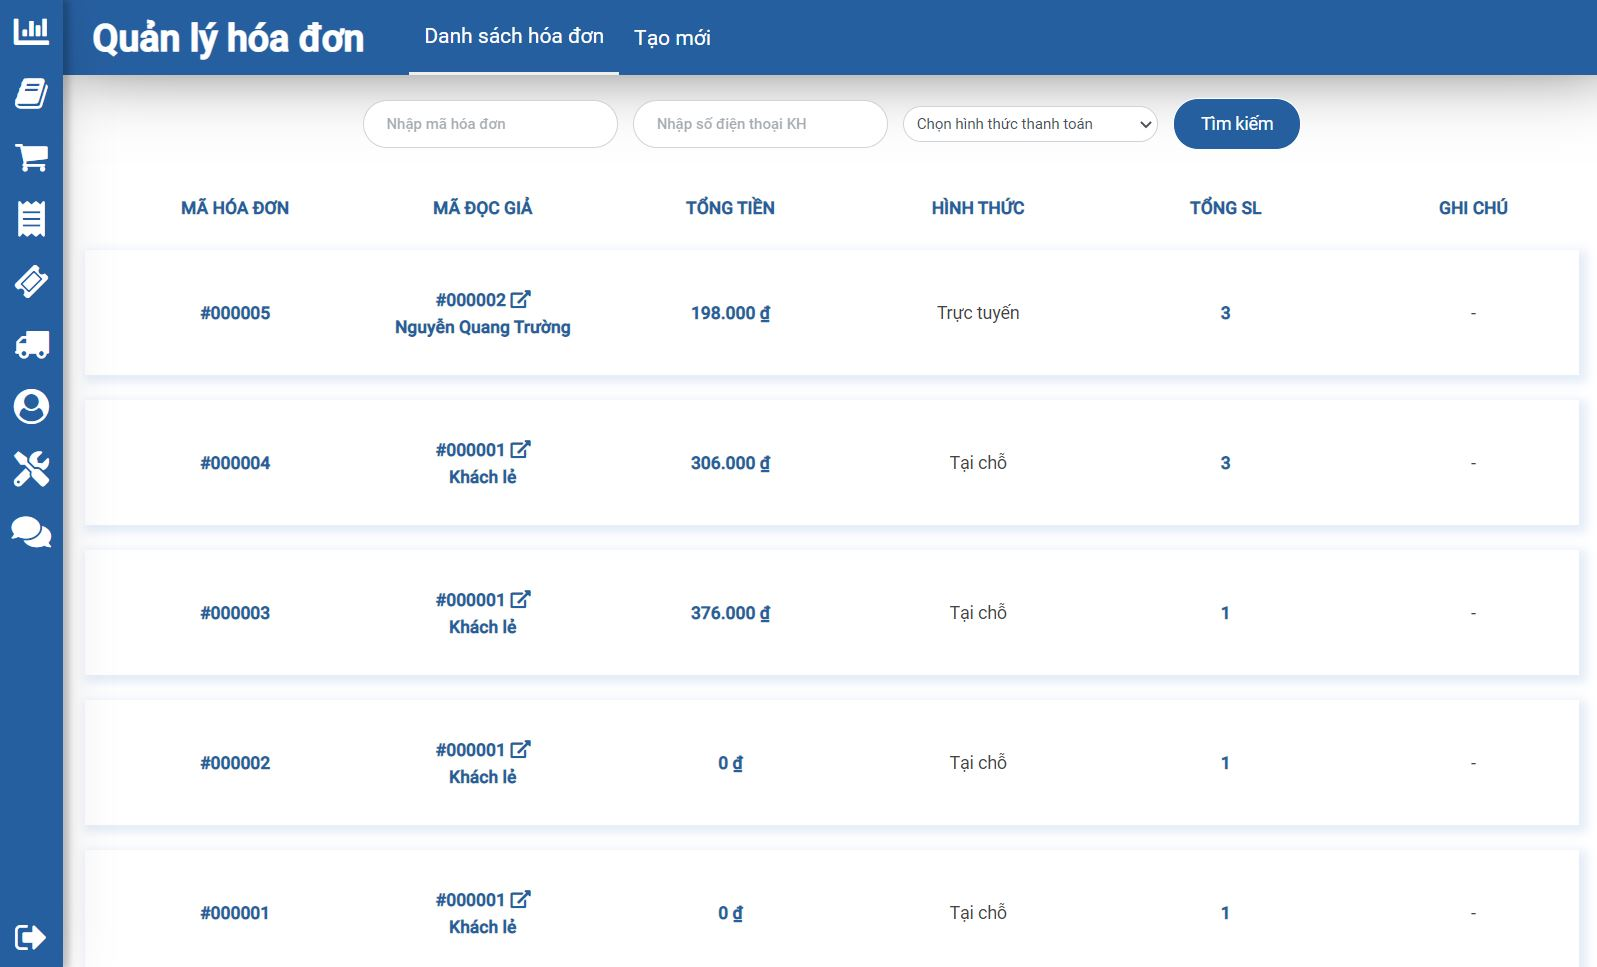 Quản lý hóa đơn
Danh sách hóa đơn
Tạo mới
Nhập mã hóa đơn
Nhập số điện thoại KH
Chọn hình thức thanh toán
Tìm kiếm
MÃ HÓA ĐƠN
MÃ ĐỌC GIẢ
TỔNG TIỀN
HÌNH THỨC
TỔNG SL
GHI CHÚ
#000005
#000002
Nguyễn Quang Trường
198.000 ₫
Trực tuyến
3
-
#000004
#000001
Khách lẻ
306.000 ₫
Tại chỗ
3
-
#000003
#000001
Khách lẻ
376.000 ₫
Tại chỗ
1
-
#000002
#000001
Khách lẻ
0 ₫
Tại chỗ
1
-
#000001
#000001
Khách lẻ
0 ₫
Tại chỗ
1
-